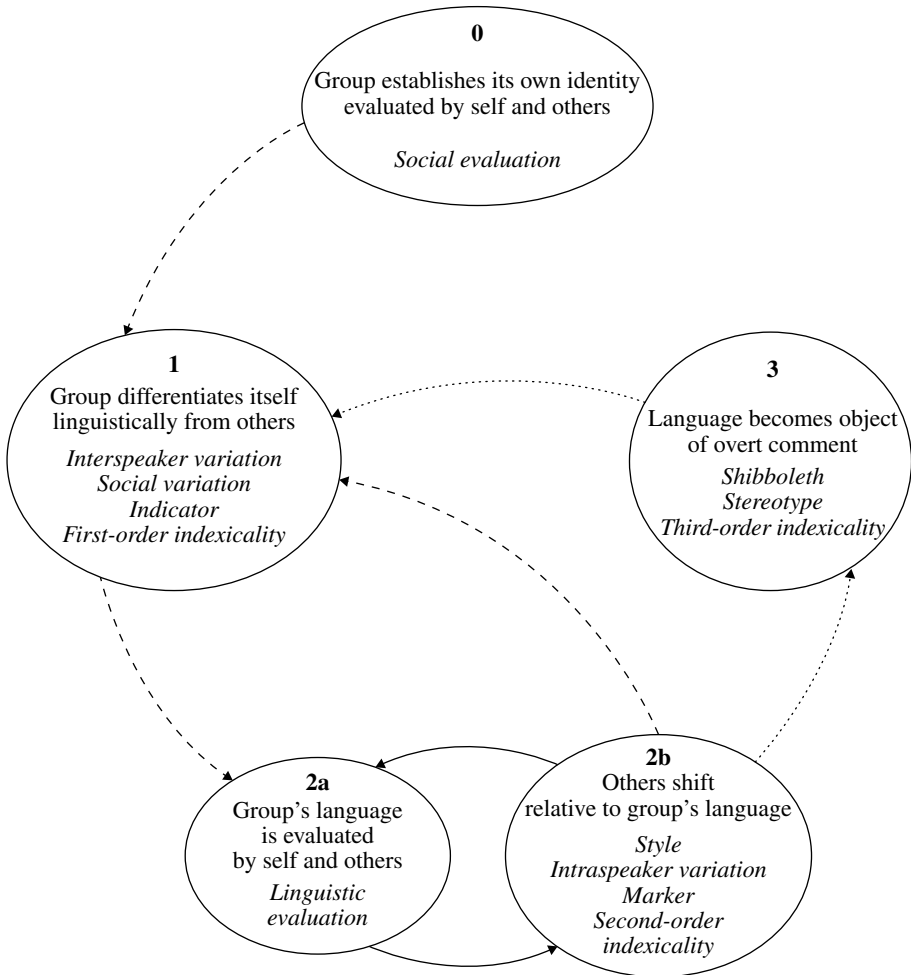 0
Group establishes its own identity
evaluated by self and others
Social evaluation
1
Group differentiates itself
linguistically from others
Interspeaker variation
Social variation
Indicator
First-order indexicality
3
Language becomes object
of overt comment
Shibboleth
Stereotype
Third-order indexicality
2a
Group’s language
is evaluated
by self and others
Linguistic
evaluation
2b
Others shift
relative to group’s language
Style
Intraspeaker variation
Marker
Second-order
indexicality